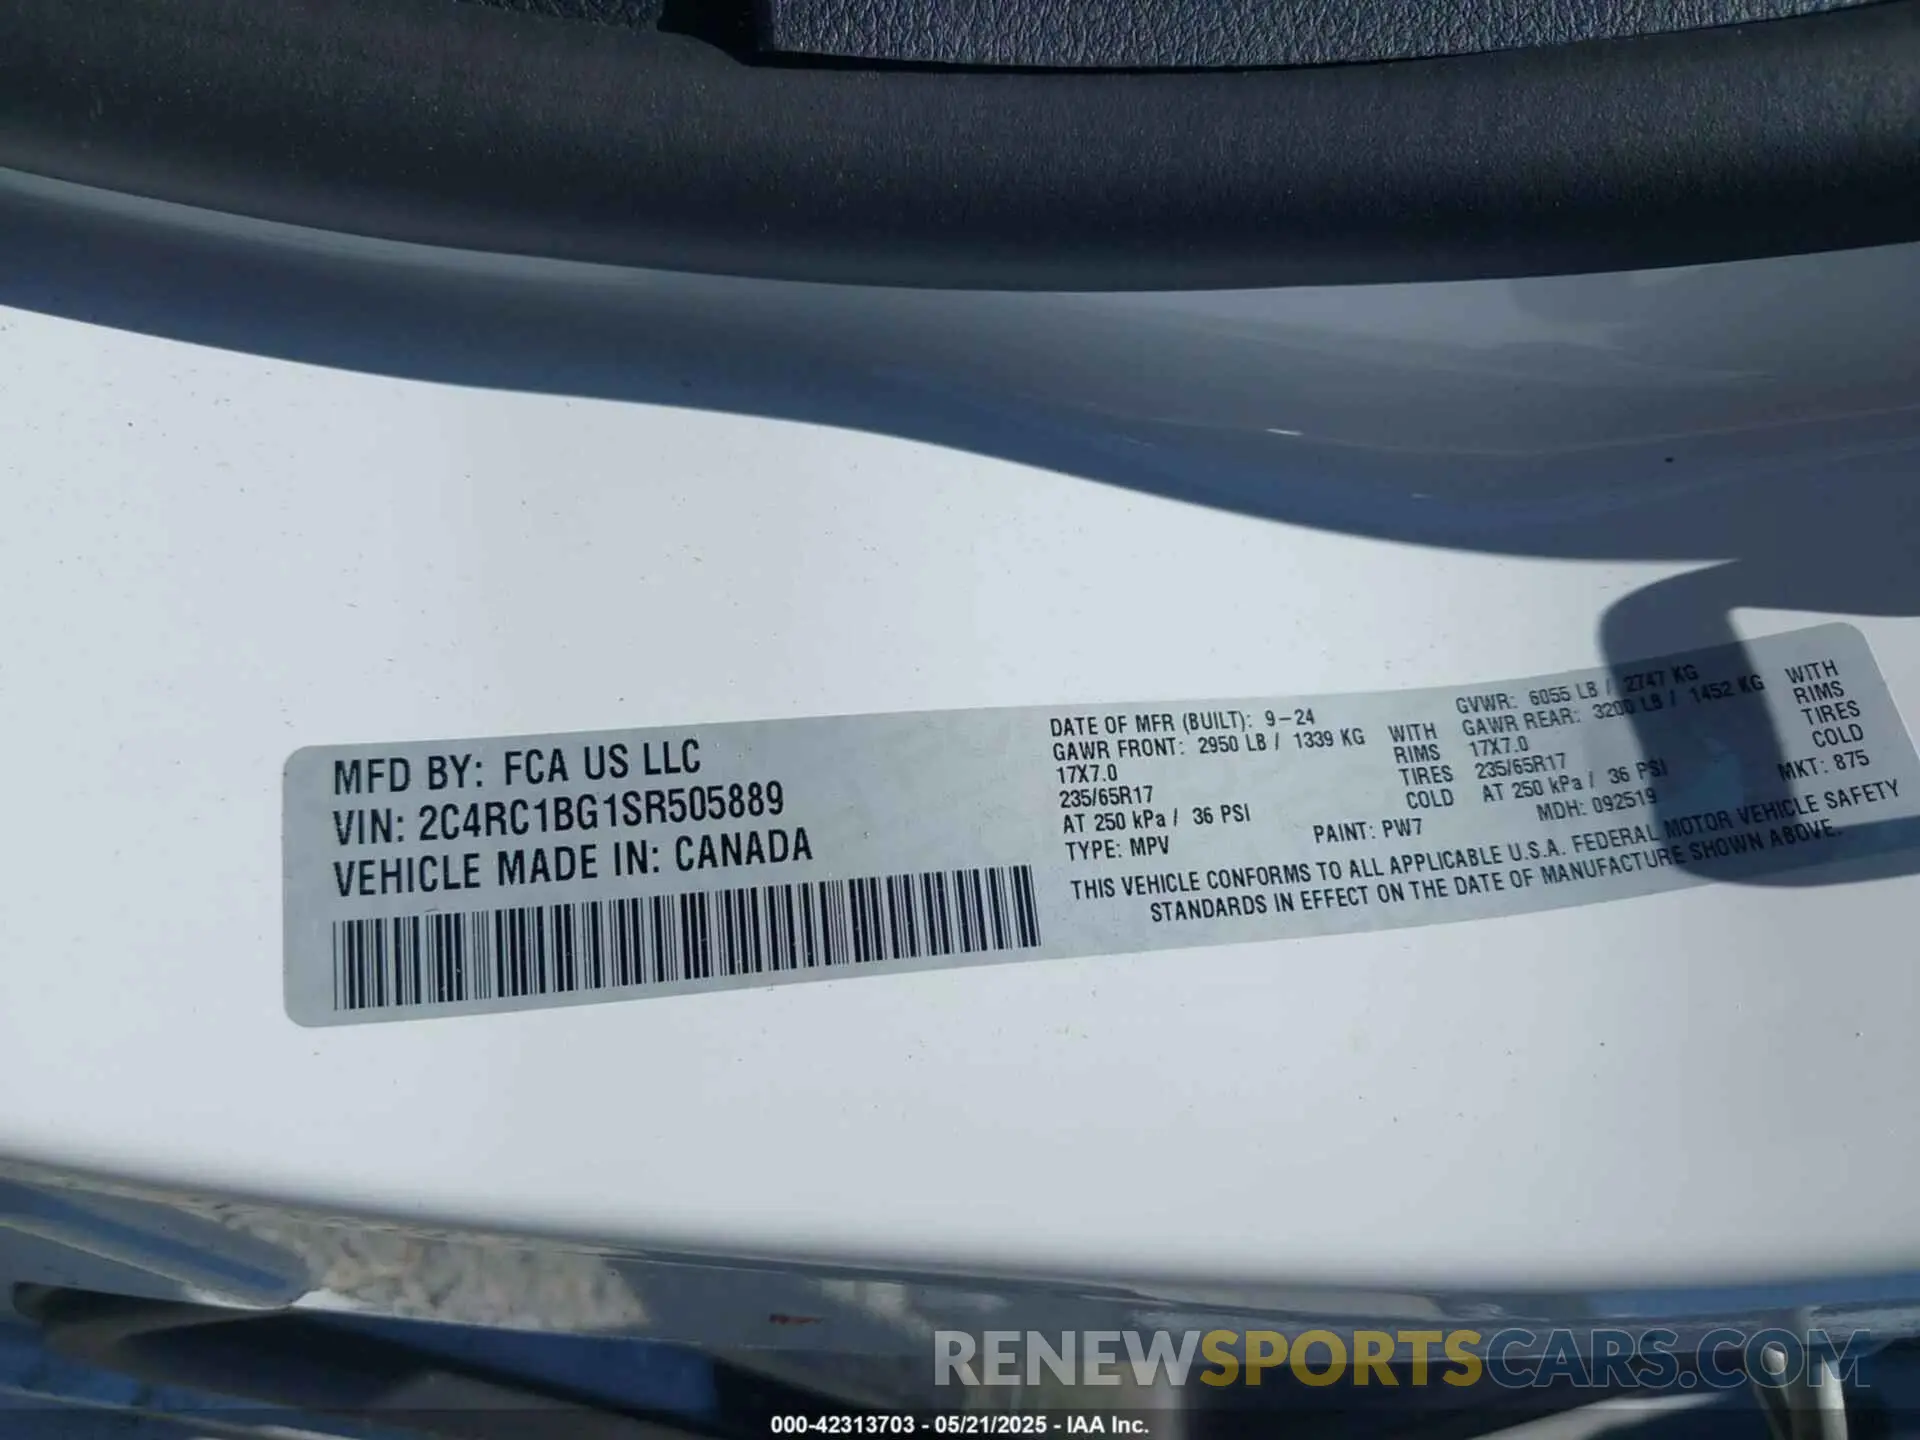 MFD BY: FCA US LLC
VIN: 2C4RC1BG1SR505889
VEHICLE MADE IN: CANADA
DATE OF MFR (BUILT): 9-24 GVWR: 6055 LB / 2747 KG
GAWR FRONT: 2950 LB / 1339 KG WITH GAWR REAR: 3200 LB / 1452 KG WITH
17X7.0 RIMS 17X7.0 RIMS
235/65R17 TIRES 235/65R17 TIRES
AT 250 kPa / 36 PSI COLD AT 250 kPa / 36 PSI COLD
TYPE: MPV PAINT: PW7 MDH: 092519 MKT: 875
THIS VEHICLE CONFORMS TO ALL APPLICABLE U.S.A. FEDERAL MOTOR VEHICLE SAFETY
STANDARDS IN EFFECT ON THE DATE OF MANUFACTURE SHOWN ABOVE.
RENEWSPORTSCARS.COM
000-42313703 - 05/21/2025 - IAA Inc.